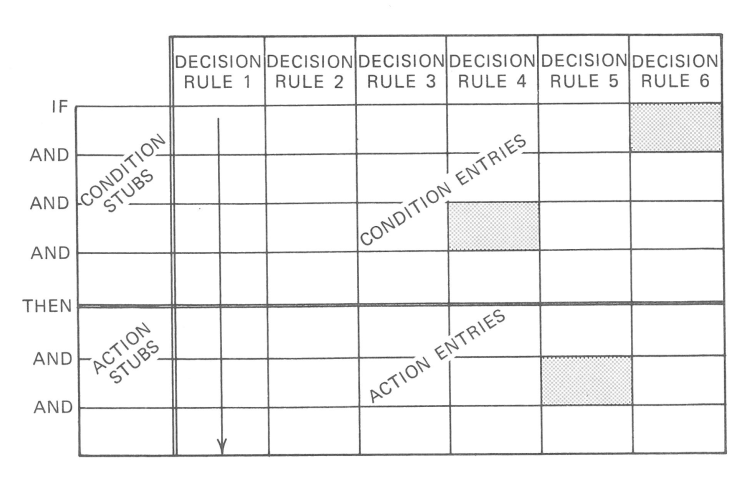 DECISION RULE 1
DECISION RULE 2
DECISION RULE 3
DECISION RULE 4
DECISION RULE 5
DECISION RULE 6
IF
AND
AND
AND
THEN
AND
AND
CONDITION
STUBS
CONDITION ENTRIES
ACTION
STUBS
ACTION ENTRIES